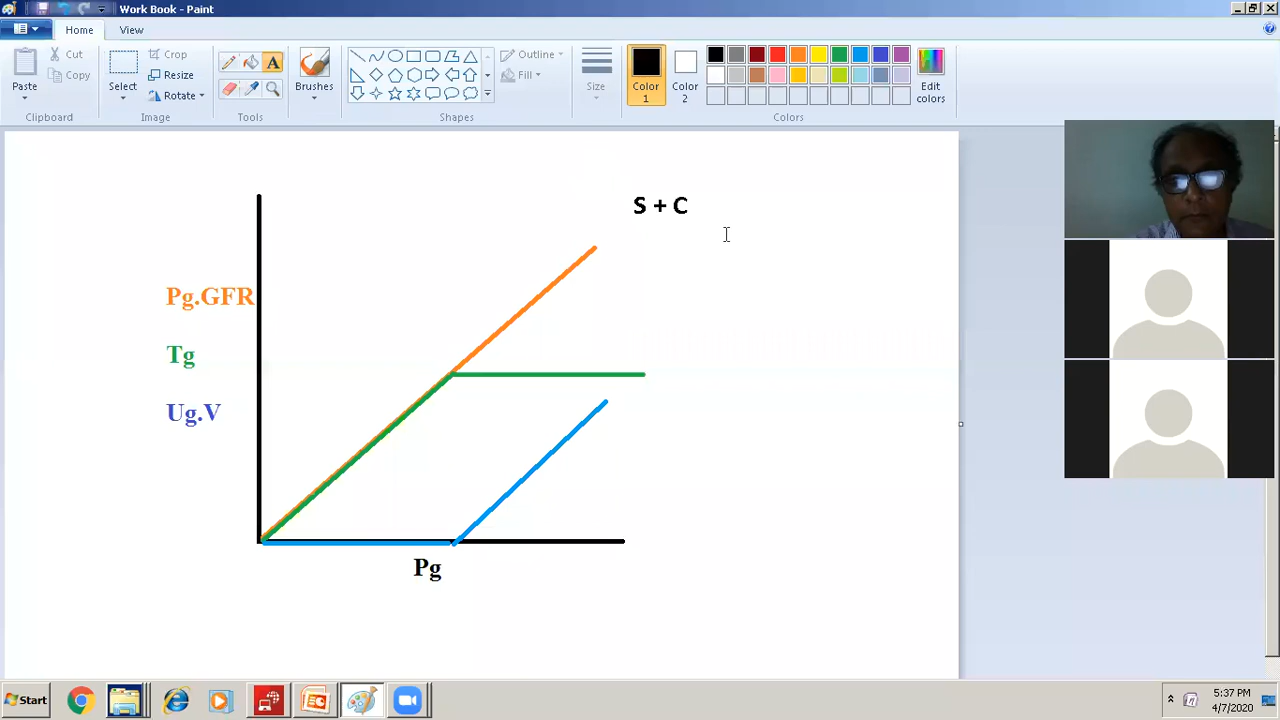 Work Book - Paint
Home
View
Paste
Cut
Copy
Clipboard
Select
Crop
Resize
Rotate
Image
A
Tools
Brushes
Shapes
Outline
Fill
Size
Color 1
Color 2
Edit colors
Colors
S + C
Pg.GFR
Tg
Ug.V
Pg
Start
5:37 PM
4/7/2020